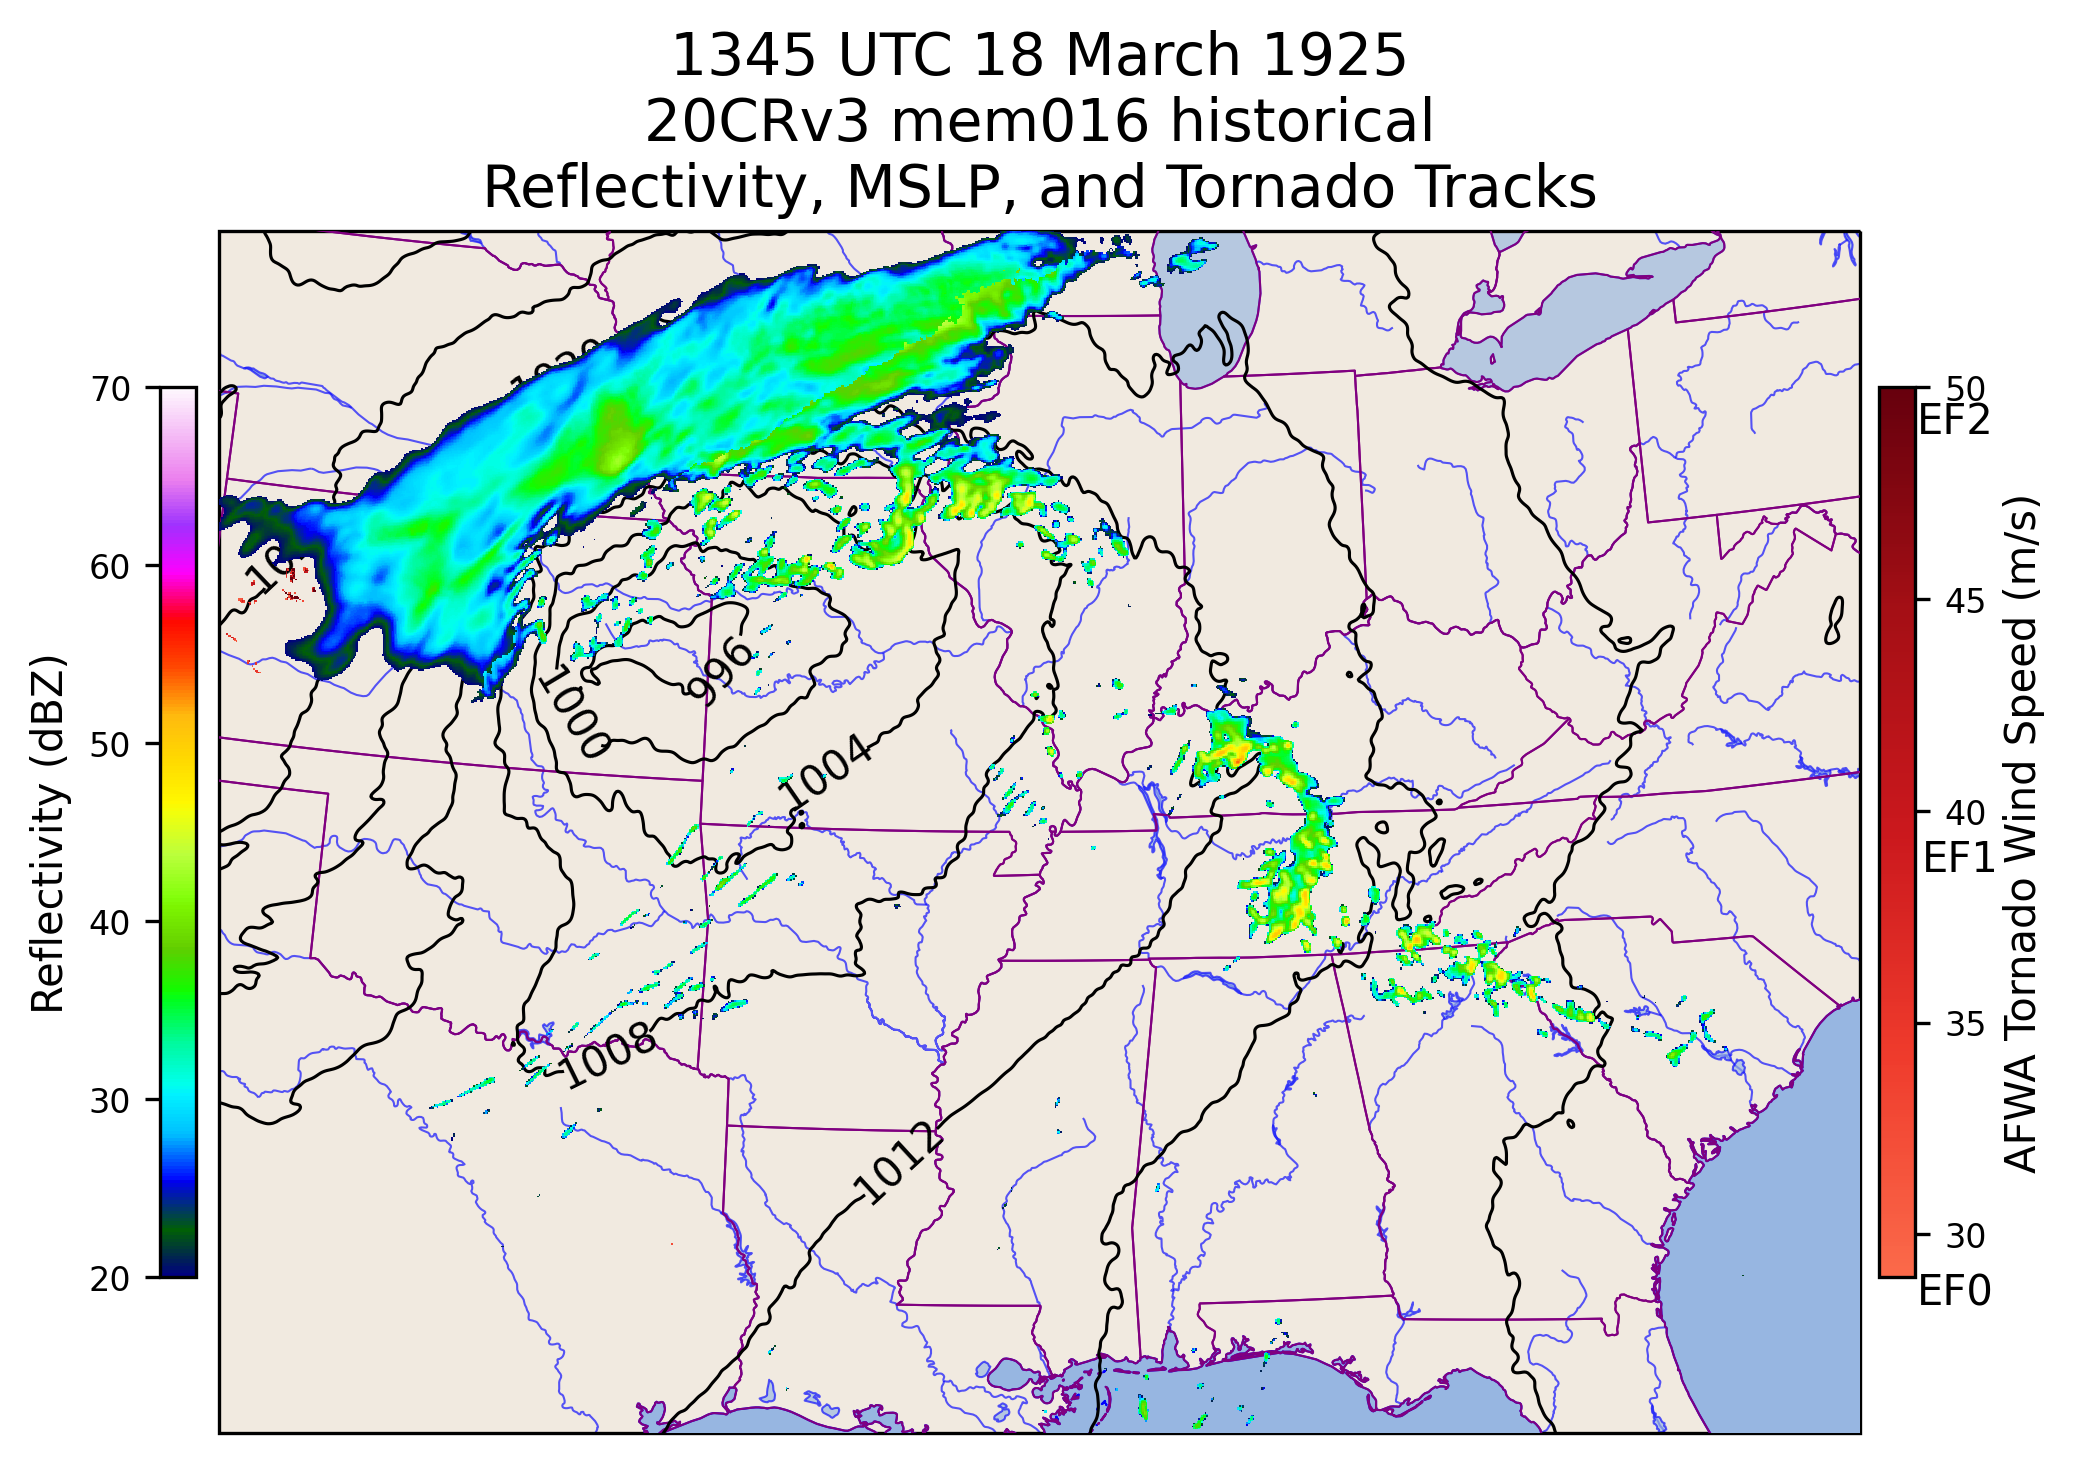 1345 UTC 18 March 1925
20CRv3 mem016 historical
Reflectivity, MSLP, and Tornado Tracks
70
60
50
40
30
20
Reflectivity (dBZ)
996
1000
1004
1008
1012
50
EF2
45
40
EF1
35
30
EF0
AFWA Tornado Wind Speed (m/s)